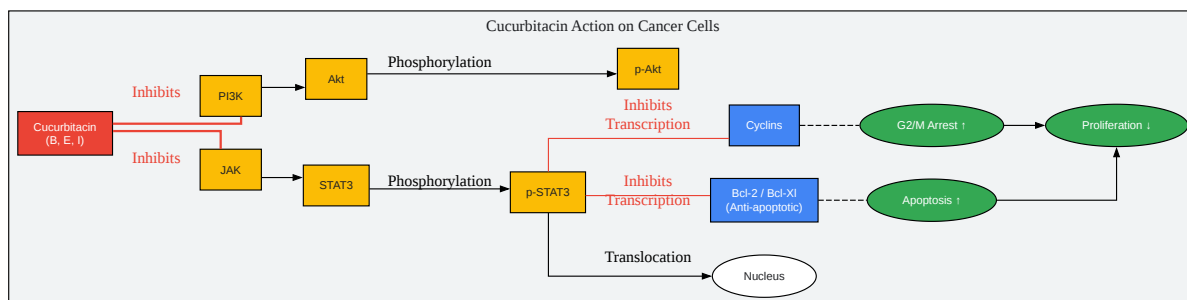 Cucurbitacin Action on Cancer Cells
Inhibits
PI3K
Akt
Phosphorylation
p-Akt
Cucurbitacin
(B, E, I)
Inhibits
JAK
STAT3
Phosphorylation
p-STAT3
Inhibits
Transcription
Cyclins
G2/M Arrest ↑
Proliferation ↓
Inhibits
Transcription
Bcl-2 / Bcl-Xl
(Anti-apoptotic)
Apoptosis ↑
Translocation
Nucleus